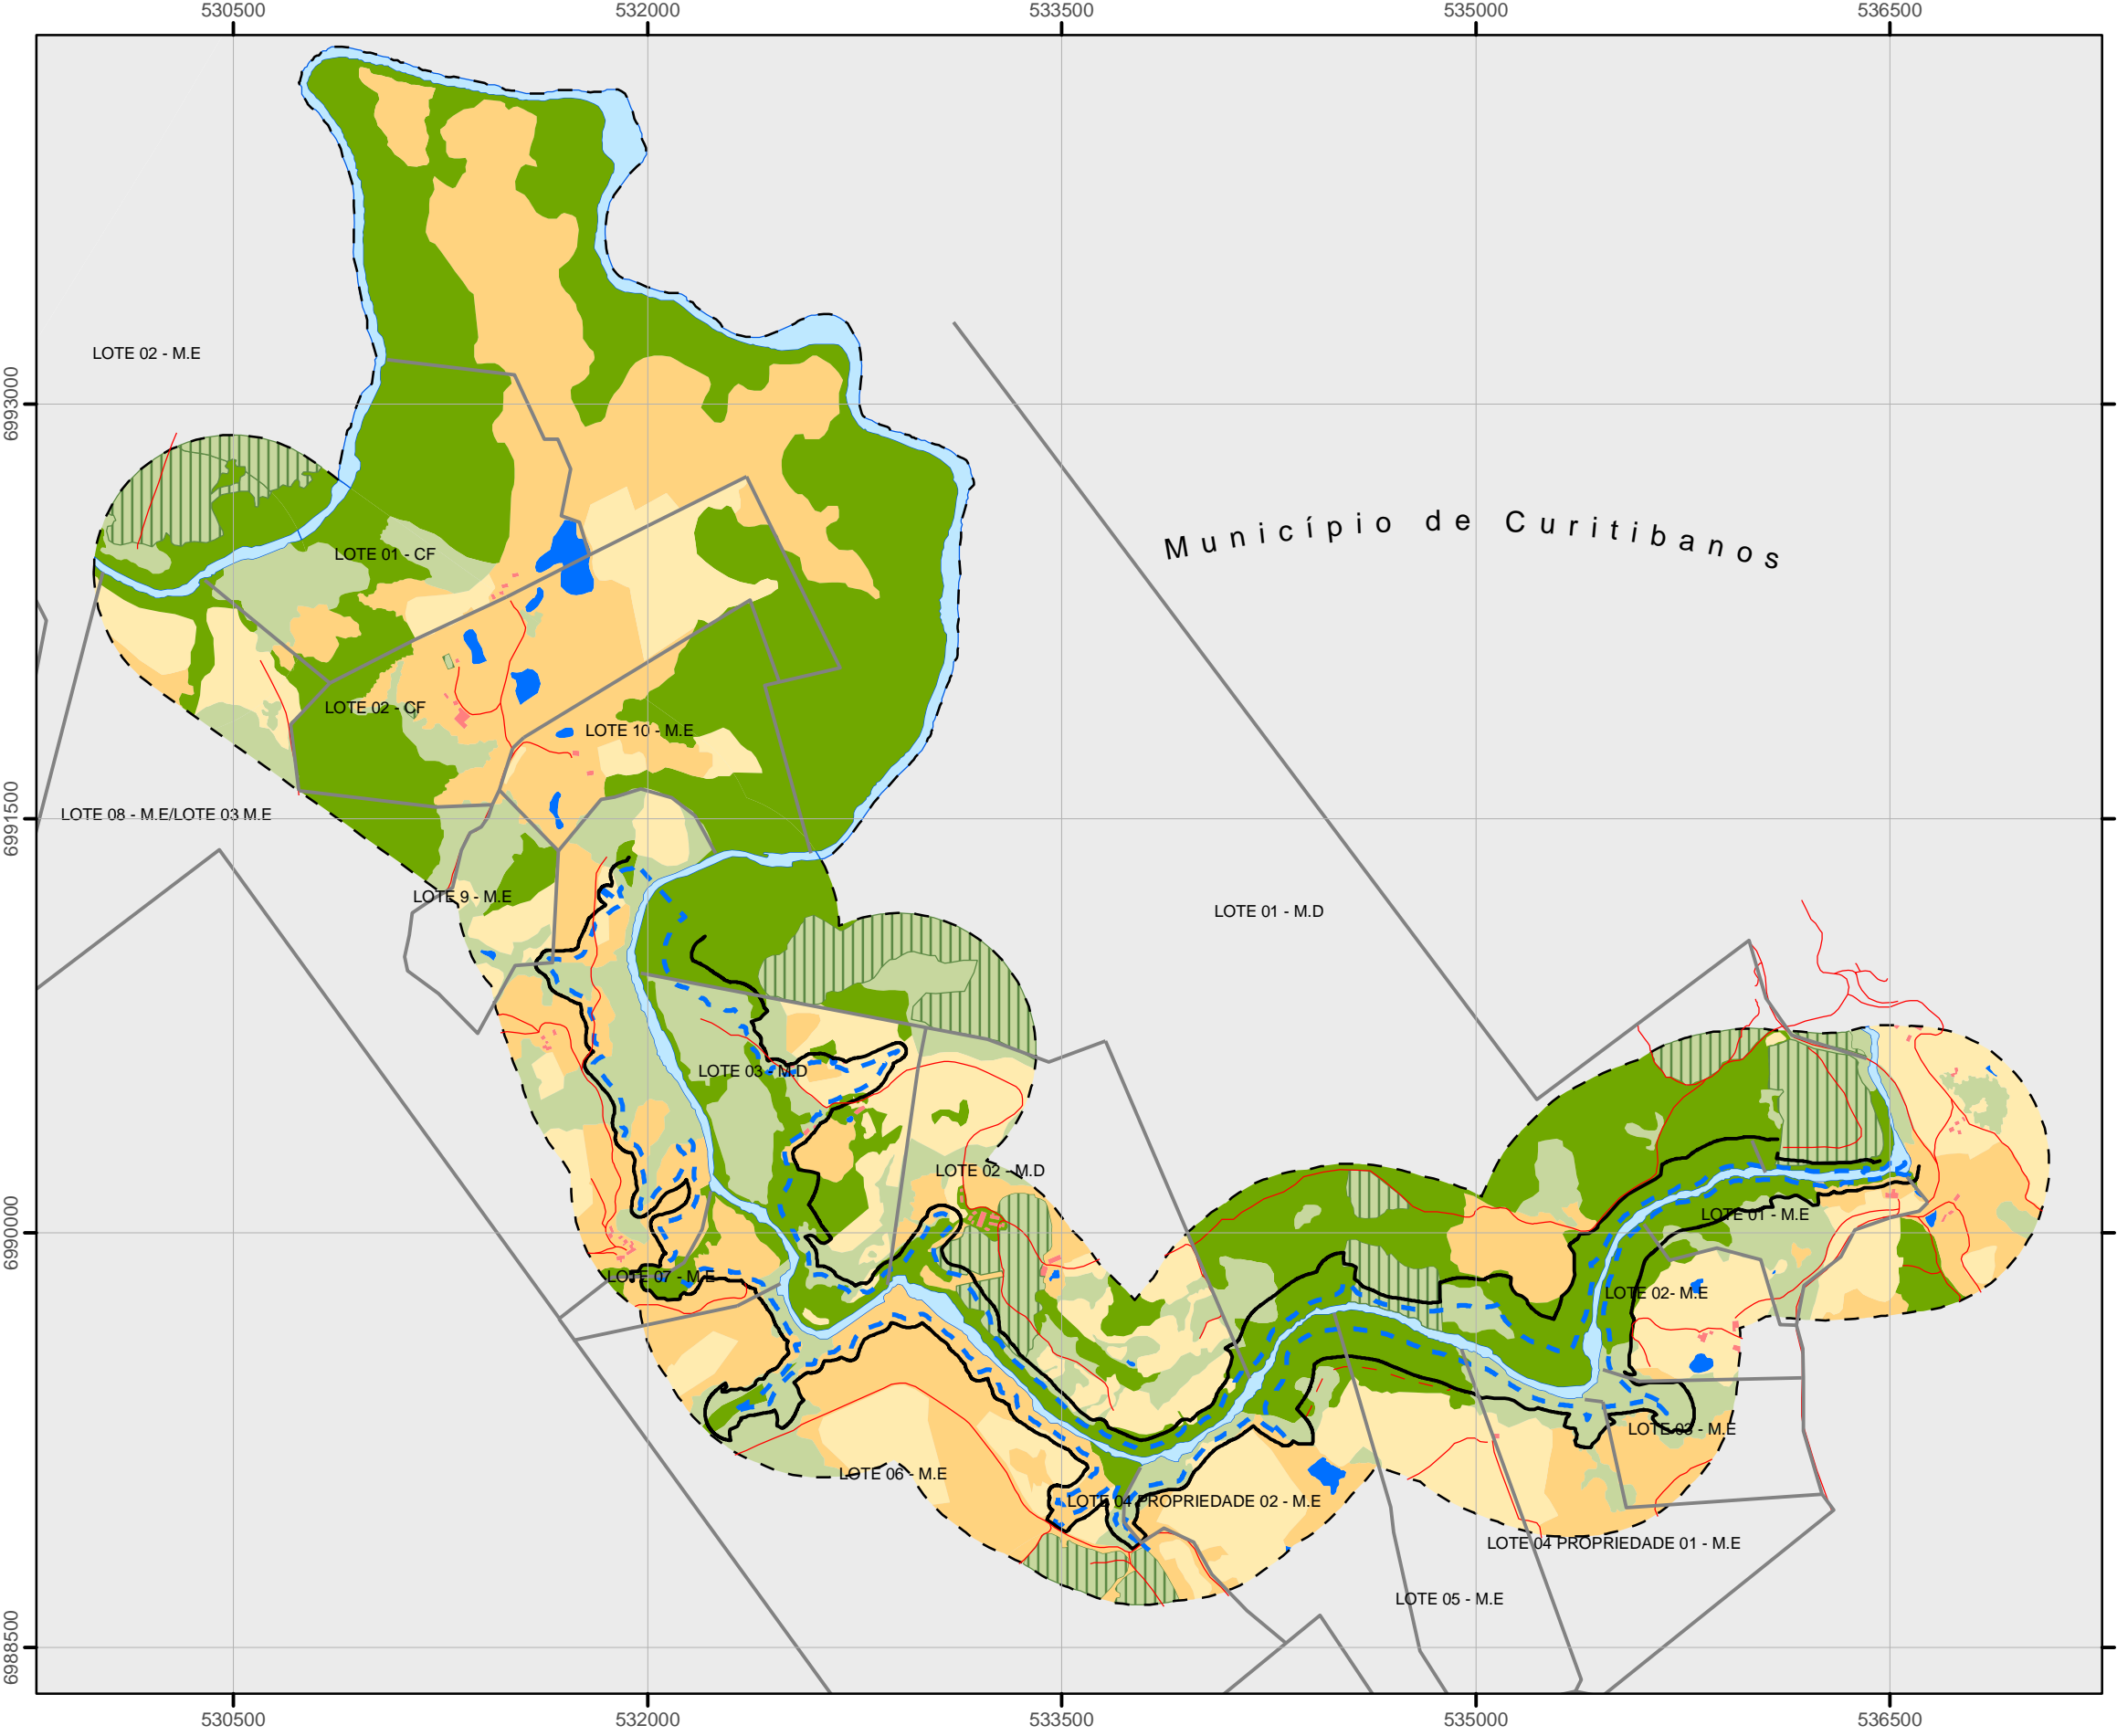 530500 532000 533500 535000 536500
6993000
6991500
6990000
6988500
LOTE 02 - M.E
Município de Curitibanos
LOTE 01 - CF
LOTE 02 - CF
LOTE 10 - M.E
LOTE 08 - M.E/LOTE 03 M.E
LOTE 9 - M.E
LOTE 01 - M.D
LOTE 03 - M.D
LOTE 02 - M.D
LOTE 01 - M.E
LOTE 07 - M.E
LOTE 02- M.E
LOTE 03 - M.E
LOTE 06 - M.E
LOTE 04 PROPRIEDADE 02 - M.E
LOTE 04 PROPRIEDADE 01 - M.E
LOTE 05 - M.E
530500 532000 533500 535000 536500